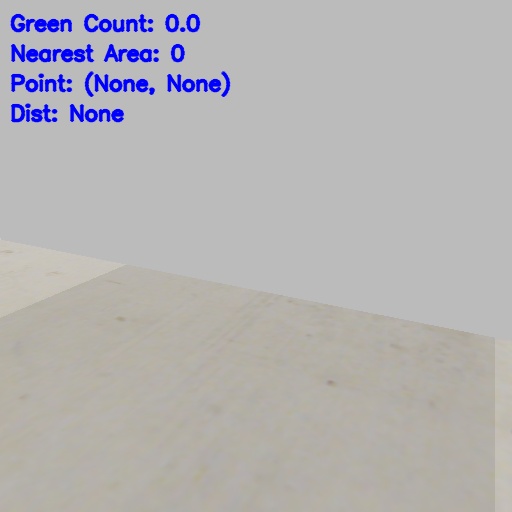 Green Count: 0.0
Nearest Area: 0
Point: (None, None)
Dist: None